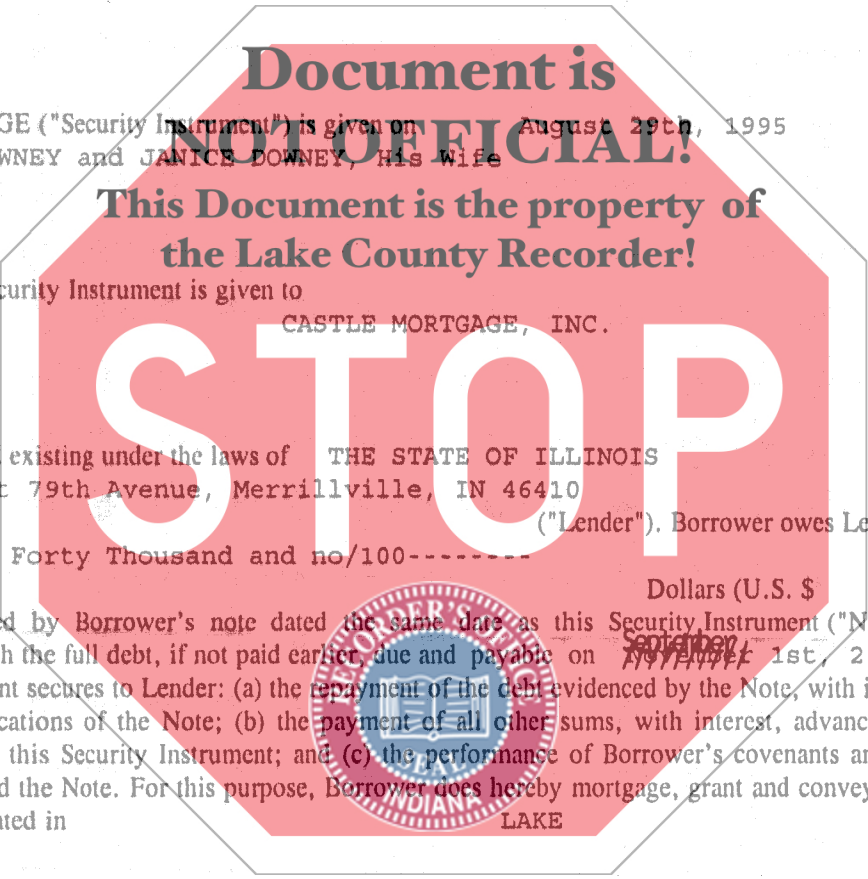 Document is
GE ("Security Instrument") is given on August 29th, 1995
NOT OFFICIAL!
WNEY and JANICE DOWNEY, His Wife
This Document is the property of
the Lake County Recorder!
curity Instrument is given to
CASTLE MORTGAGE, INC.
STOP
existing under the laws of THE STATE OF ILLINOIS
t 79th Avenue, Merrillville, IN 46410
("Lender"). Borrower owes Le
Forty Thousand and no/100--------
Dollars (U.S. $
ed by Borrower's note dated the same date as this Security Instrument ("N
September
h the full debt, if not paid earlier, due and payable on 1st, 2
nt secures to Lender: (a) the repayment of the debt evidenced by the Note, with i
cations of the Note; (b) the payment of all other sums, with interest, advanc
this Security Instrument; and (c) the performance of Borrower's covenants a
d the Note. For this purpose, Borrower does hereby mortgage, grant and convey
ated in LAKE
RECORDER'S OFFICE
SEAL
INDIANA